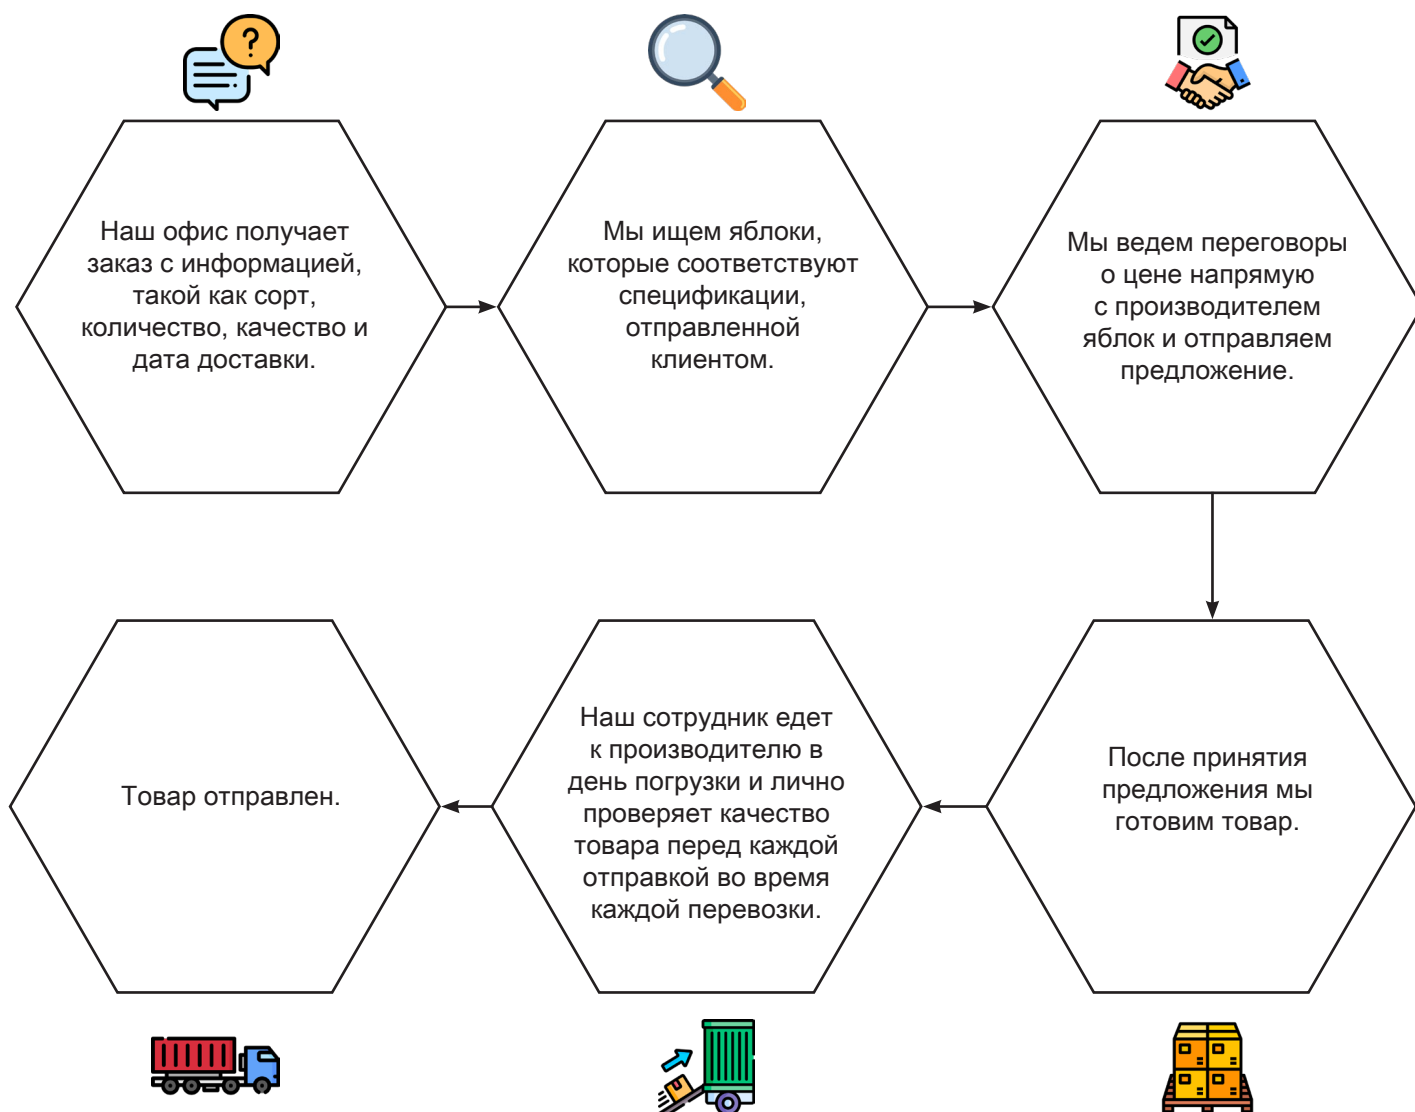 ?
Наш офис получает
заказ с информацией,
такой как сорт,
количество, качество и
дата доставки.
Мы ищем яблоки,
которые соответствуют
спецификации,
отправленной
клиентом.
Мы ведем переговоры
о цене напрямую
с производителем
яблок и отправляем
предложение.
После принятия
предложения мы
готовим товар.
Наш сотрудник едет
к производителю в
день погрузки и лично
проверяет качество
товара перед каждой
отправкой во время
каждой перевозки.
Товар отправлен.